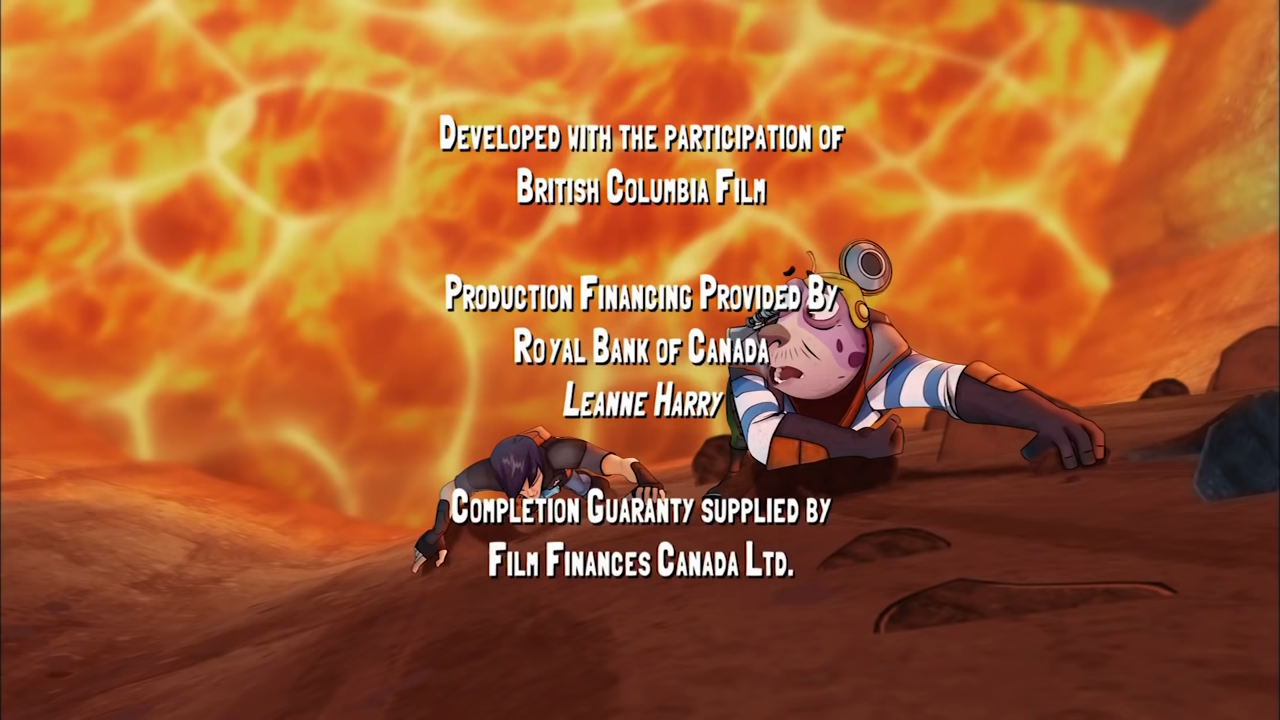 Developed with the participation of
British Columbia Film
Production Financing Provided By
Royal Bank of Canada
Leanne Harry
Completion Guaranty supplied by
Film Finances Canada Ltd.